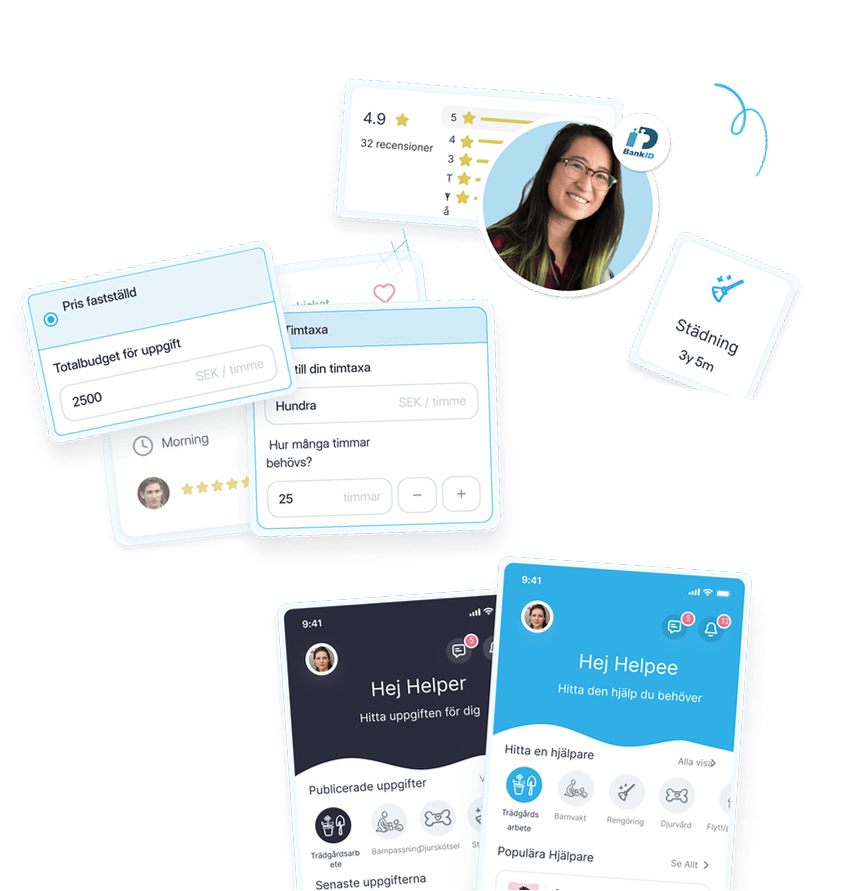 4.9
32 recensioner
5
4
3
T
å
BankID
Städning
3y 5m
Pris fastställd
Totalbudget för uppgift
2500
SEK / timme
Timtaxa
till din timtaxa
Hundra
SEK / timme
Hur många timmar
behövs?
25
timmar
−
+
Morning
9:41
5
Hej Helper
Hitta uppgiften för dig
Publicerade uppgifter
V
Trädgårdsarb
ete
Barnpassning
Djurskötsel
St
Senaste uppgifterna
9:41
5
12
Hej Helpee
Hitta den hjälp du behöver
Hitta en hjälpare
Alla visa
Trädgårds
arbete
Barnvakt
Rengöring
Djurvård
Flytt/p
Populära Hjälpare
Se Allt